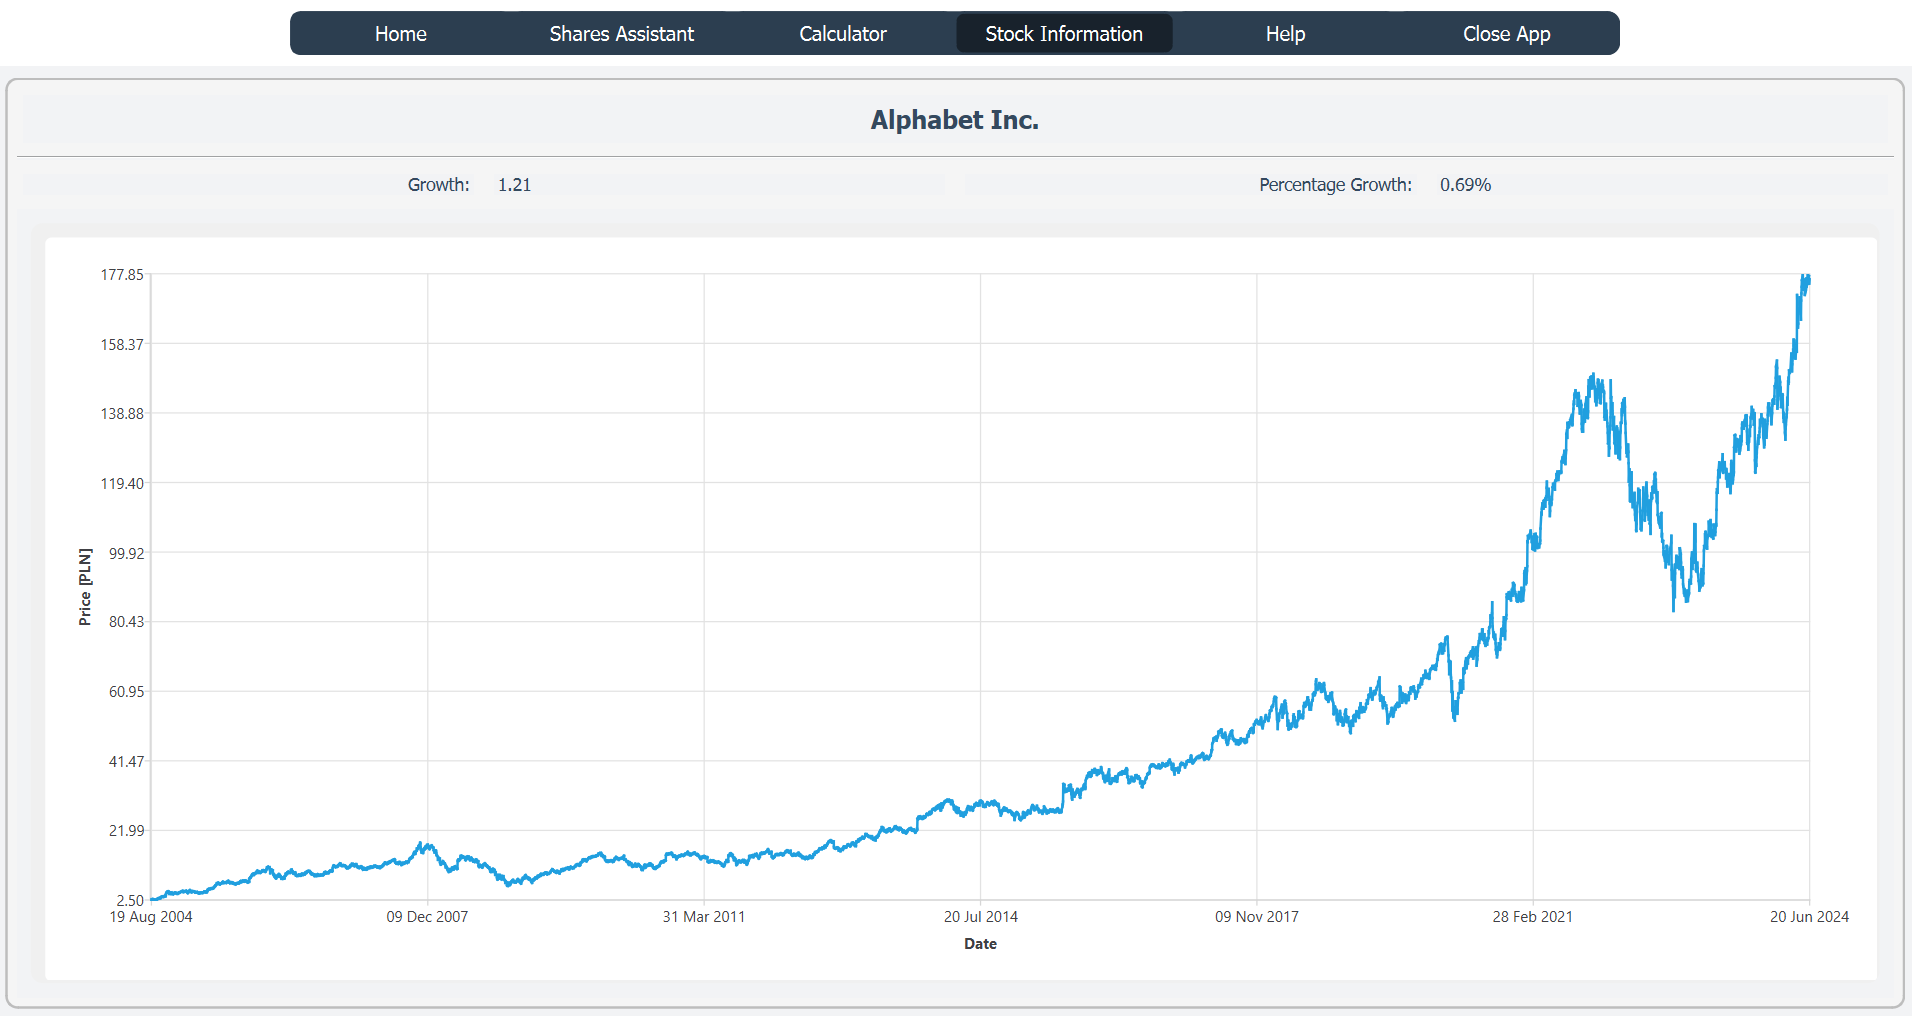 Home Shares Assistant Calculator Stock Information Help Close App
Alphabet Inc.
Growth: 1.21 Percentage Growth: 0.69%
177.85
158.37
138.88
119.40
99.92
80.43
60.95
41.47
21.99
2.50
Price [PLN]
19 Aug 2004 09 Dec 2007 31 Mar 2011 20 Jul 2014 09 Nov 2017 28 Feb 2021 20 Jun 2024
Date